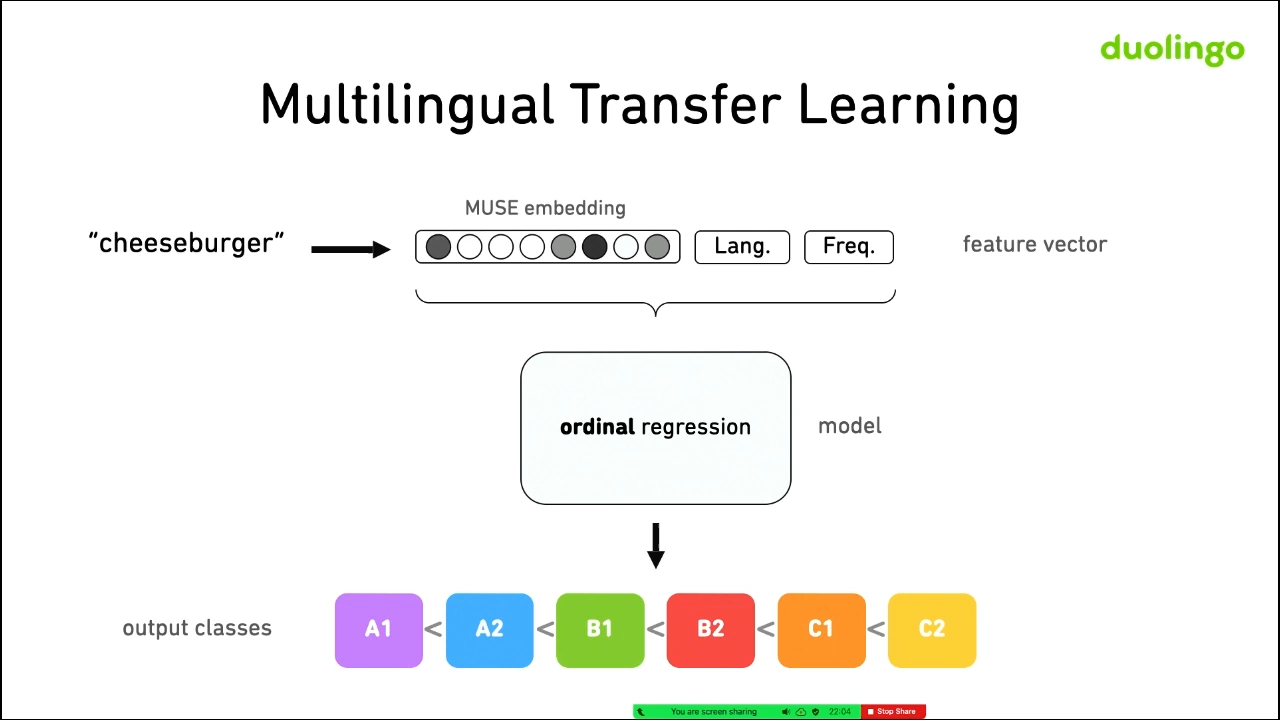 duolingo
Multilingual Transfer Learning
MUSE embedding
“cheeseburger”
Lang.
Freq.
feature vector
ordinal regression
model
output classes
A1 < A2 < B1 < B2 < C1 < C2
You are screen sharing
22:04
Stop Share